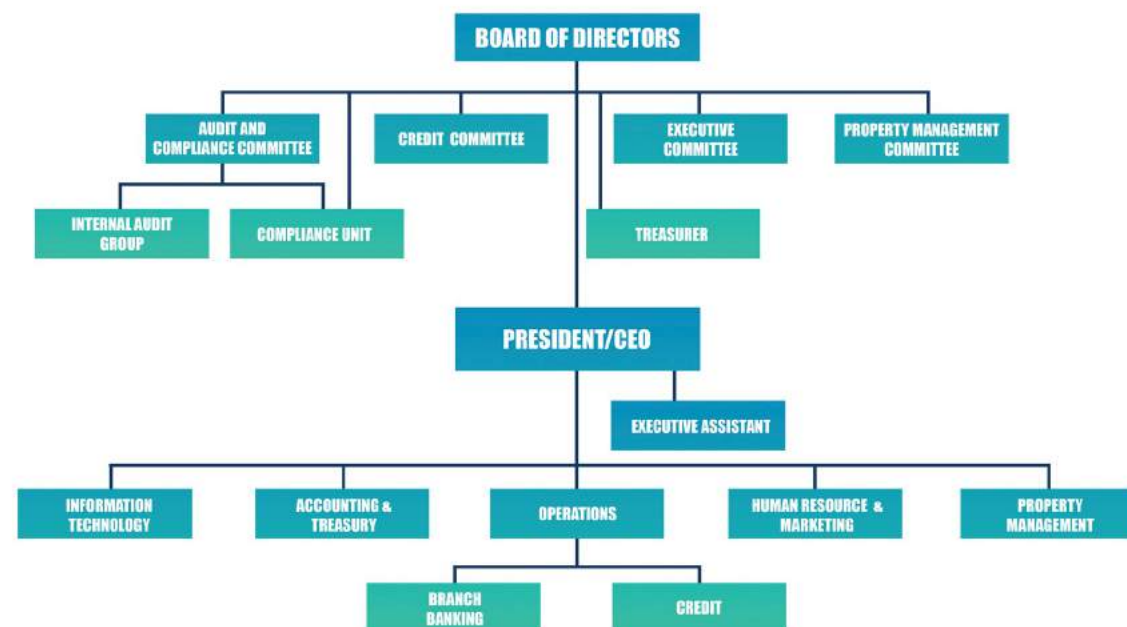 BOARD OF DIRECTORS
AUDIT AND
COMPLIANCE COMMITTEE
CREDIT COMMITTEE
EXECUTIVE
COMMITTEE
PROPERTY MANAGEMENT
COMMITTEE
INTERNAL AUDIT
GROUP
COMPLIANCE UNIT
TREASURER
PRESIDENT/CEO
EXECUTIVE ASSISTANT
INFORMATION
TECHNOLOGY
ACCOUNTING &
TREASURY
OPERATIONS
HUMAN RESOURCE &
MARKETING
PROPERTY
MANAGEMENT
BRANCH
BANKING
CREDIT